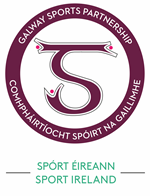 GALWAY SPORTS PARTNERSHIP
COMHPHÁIRTÍOCHT SPÓIRT NA GAILLIMHE
SPÓRT ÉIREANN
SPORT IRELAND